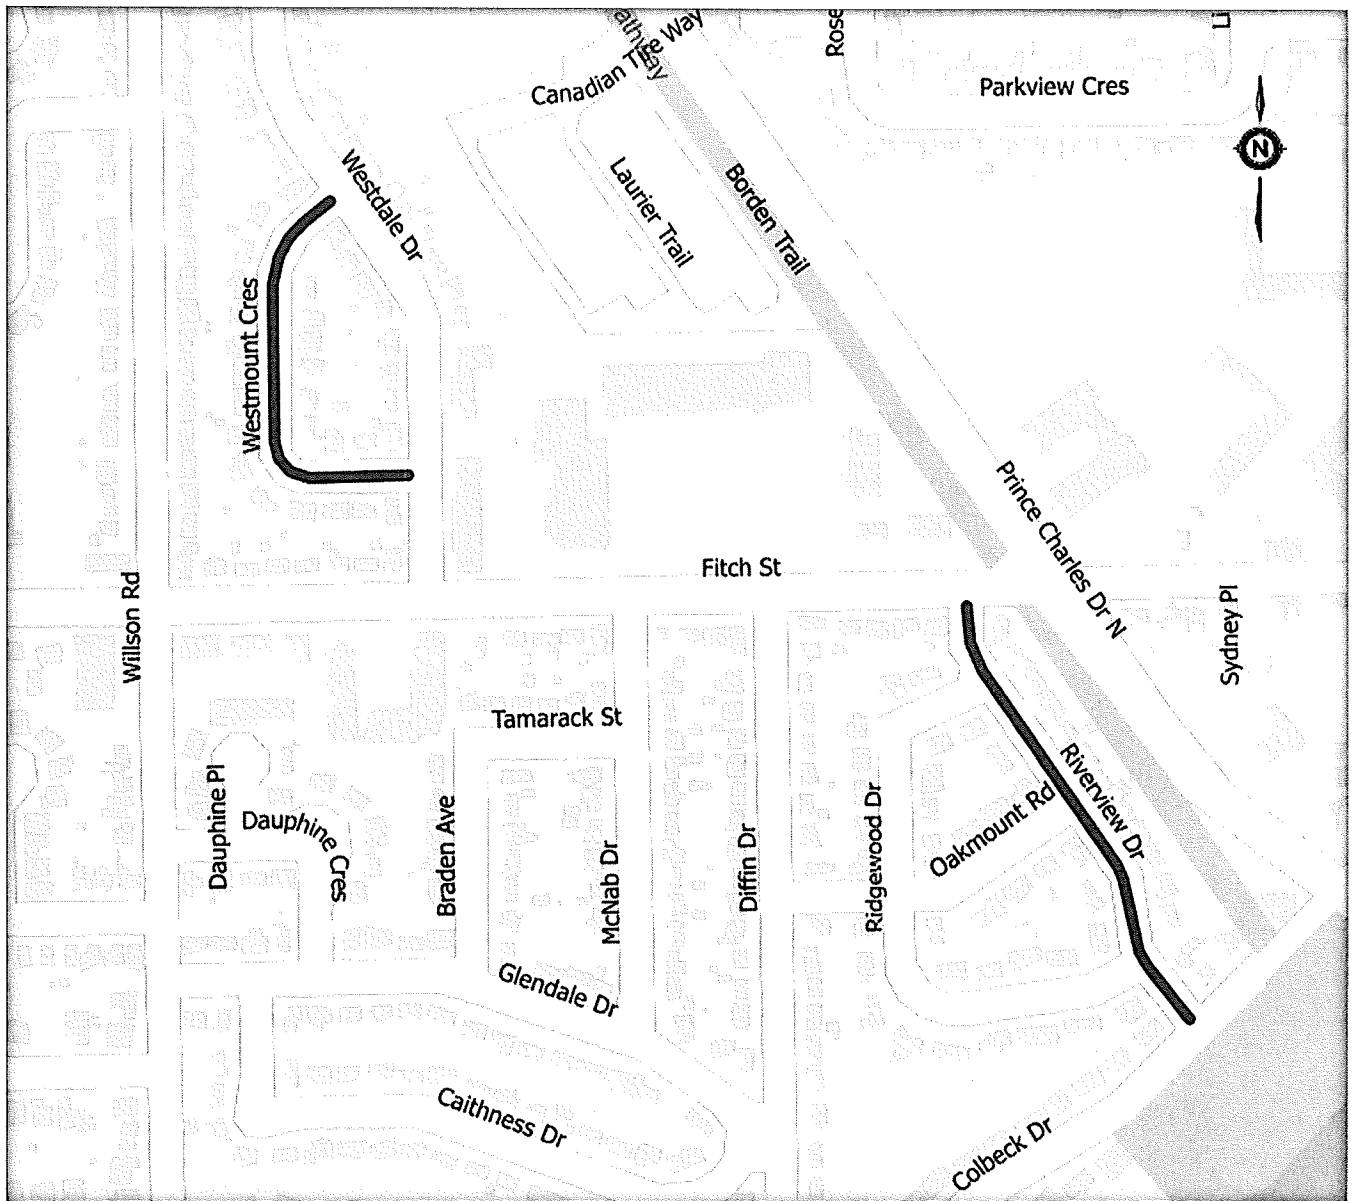 Canadian Tire Way
Rose
Parkview Cres
N
Westdale Dr
Laurier Trail
Borden Trail
Westmount Cres
Prince Charles Dr N
Fitch St
Willson Rd
Sydney Pl
Tamarack St
Riverview Dr
Dauphine Pl
Dauphine Cres
Braden Ave
McNab Dr
Diffin Dr
Ridgewood Dr
Oakmount Rd
Glendale Dr
Caithness Dr
Colbeck Dr